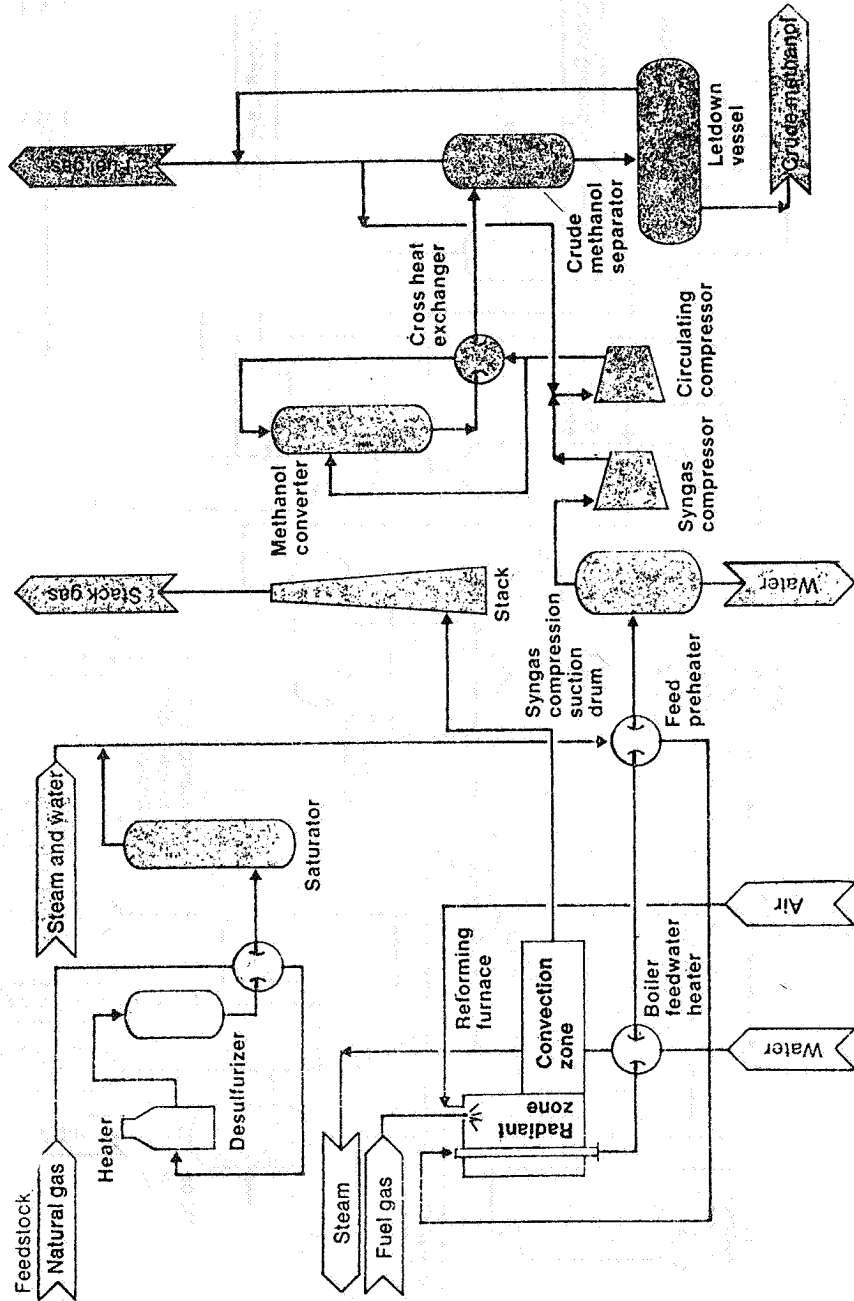 Feedstock
Natural gas
Heater
Desulfurizer
Steam and water
Saturator
Stack gas
Stack
Methanol
converter
Cross heat
exchanger
Fuel gas
Crude
methanol
separator
Letdown
vessel
Crude methanol
Circulating
compressor
Syngas
compressor
Syngas
compression
suction
drum
Water
Feed
preheater
Steam
Fuel gas
Reforming
furnace
Radiant
zone
Convection
zone
Boiler
feedwater
heater
Air
Water